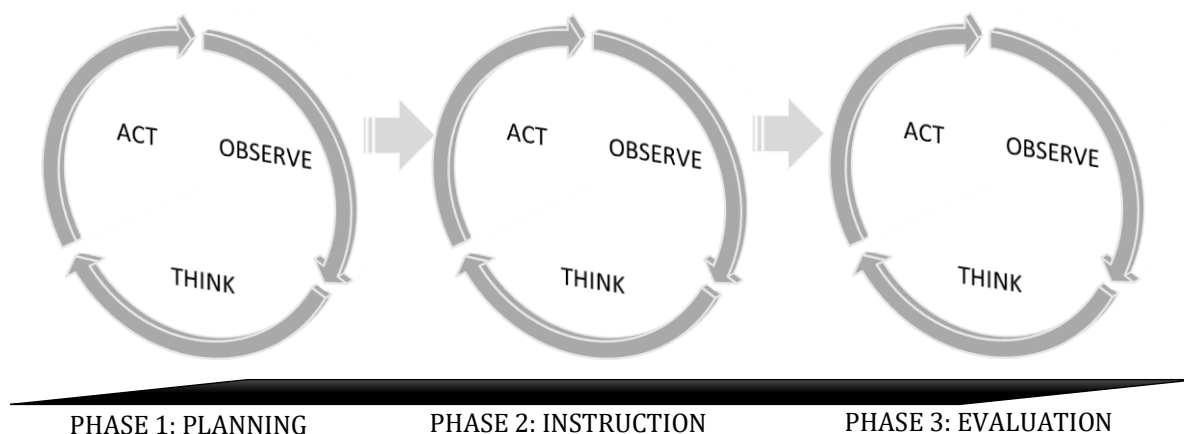 ACT
OBSERVE
THINK
ACT
OBSERVE
THINK
ACT
OBSERVE
THINK
PHASE 1: PLANNING
PHASE 2: INSTRUCTION
PHASE 3: EVALUATION